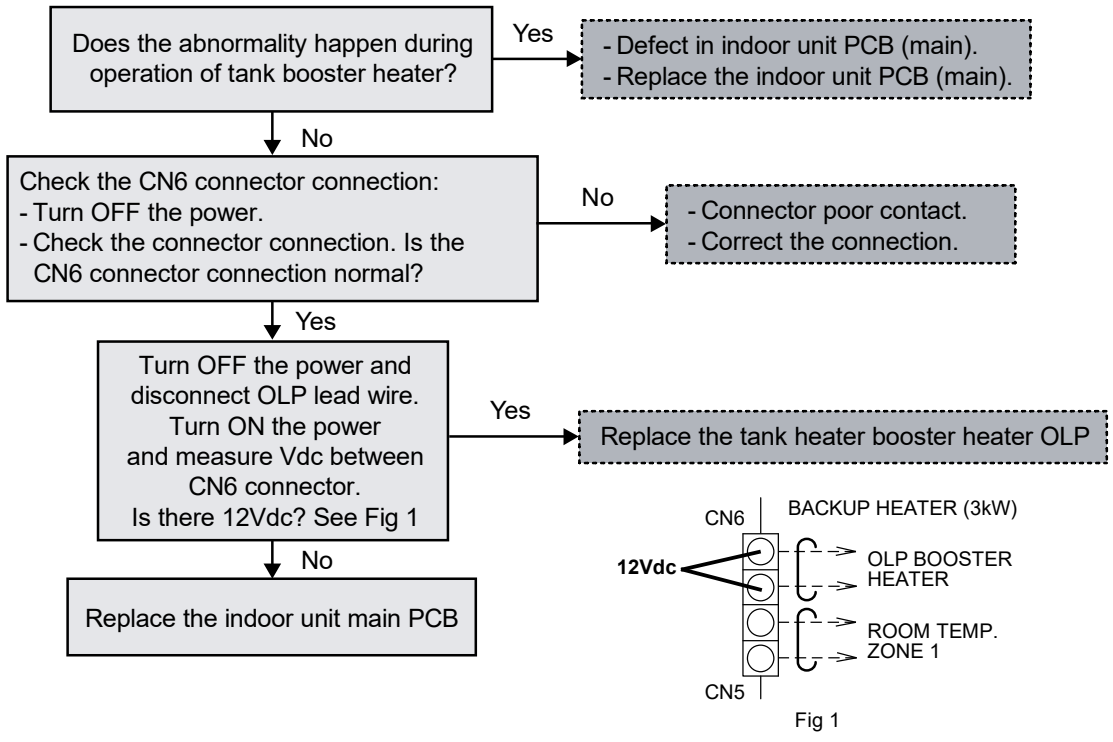 Does the abnormality happen during
operation of tank booster heater?
Yes
- Defect in indoor unit PCB (main).
- Replace the indoor unit PCB (main).
No
Check the CN6 connector connection:
- Turn OFF the power.
- Check the connector connection. Is the
CN6 connector connection normal?
No
- Connector poor contact.
- Correct the connection.
Yes
Turn OFF the power and
disconnect OLP lead wire.
Turn ON the power
and measure Vdc between
CN6 connector.
Is there 12Vdc? See Fig 1
Yes
Replace the tank heater booster heater OLP
No
Replace the indoor unit main PCB
CN6
BACKUP HEATER (3kW)
12Vdc
OLP BOOSTER
HEATER
ROOM TEMP.
ZONE 1
CN5
Fig 1